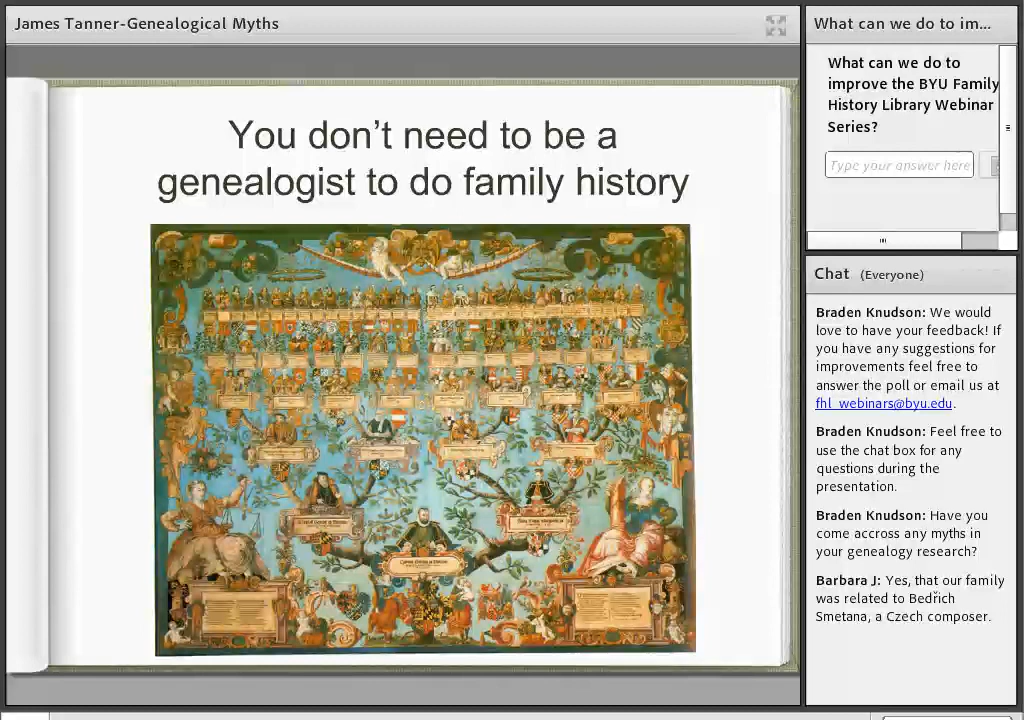 James Tanner-Genealogical Myths
You don't need to be a
genealogist to do family history
What can we do to im...
What can we do to
improve the BYU Family
History Library Webinar
Series?
Type your answer here
Chat (Everyone)
Braden Knudson: We would
love to have your feedback! If
you have any suggestions for
improvements feel free to
answer the poll or email us at
fhl_webinars@byu.edu.
Braden Knudson: Feel free to
use the chat box for any
questions during the
presentation.
Braden Knudson: Have you
come accross any myths in
your genealogy research?
Barbara J: Yes, that our family
was related to Bedřich
Smetana, a Czech composer.